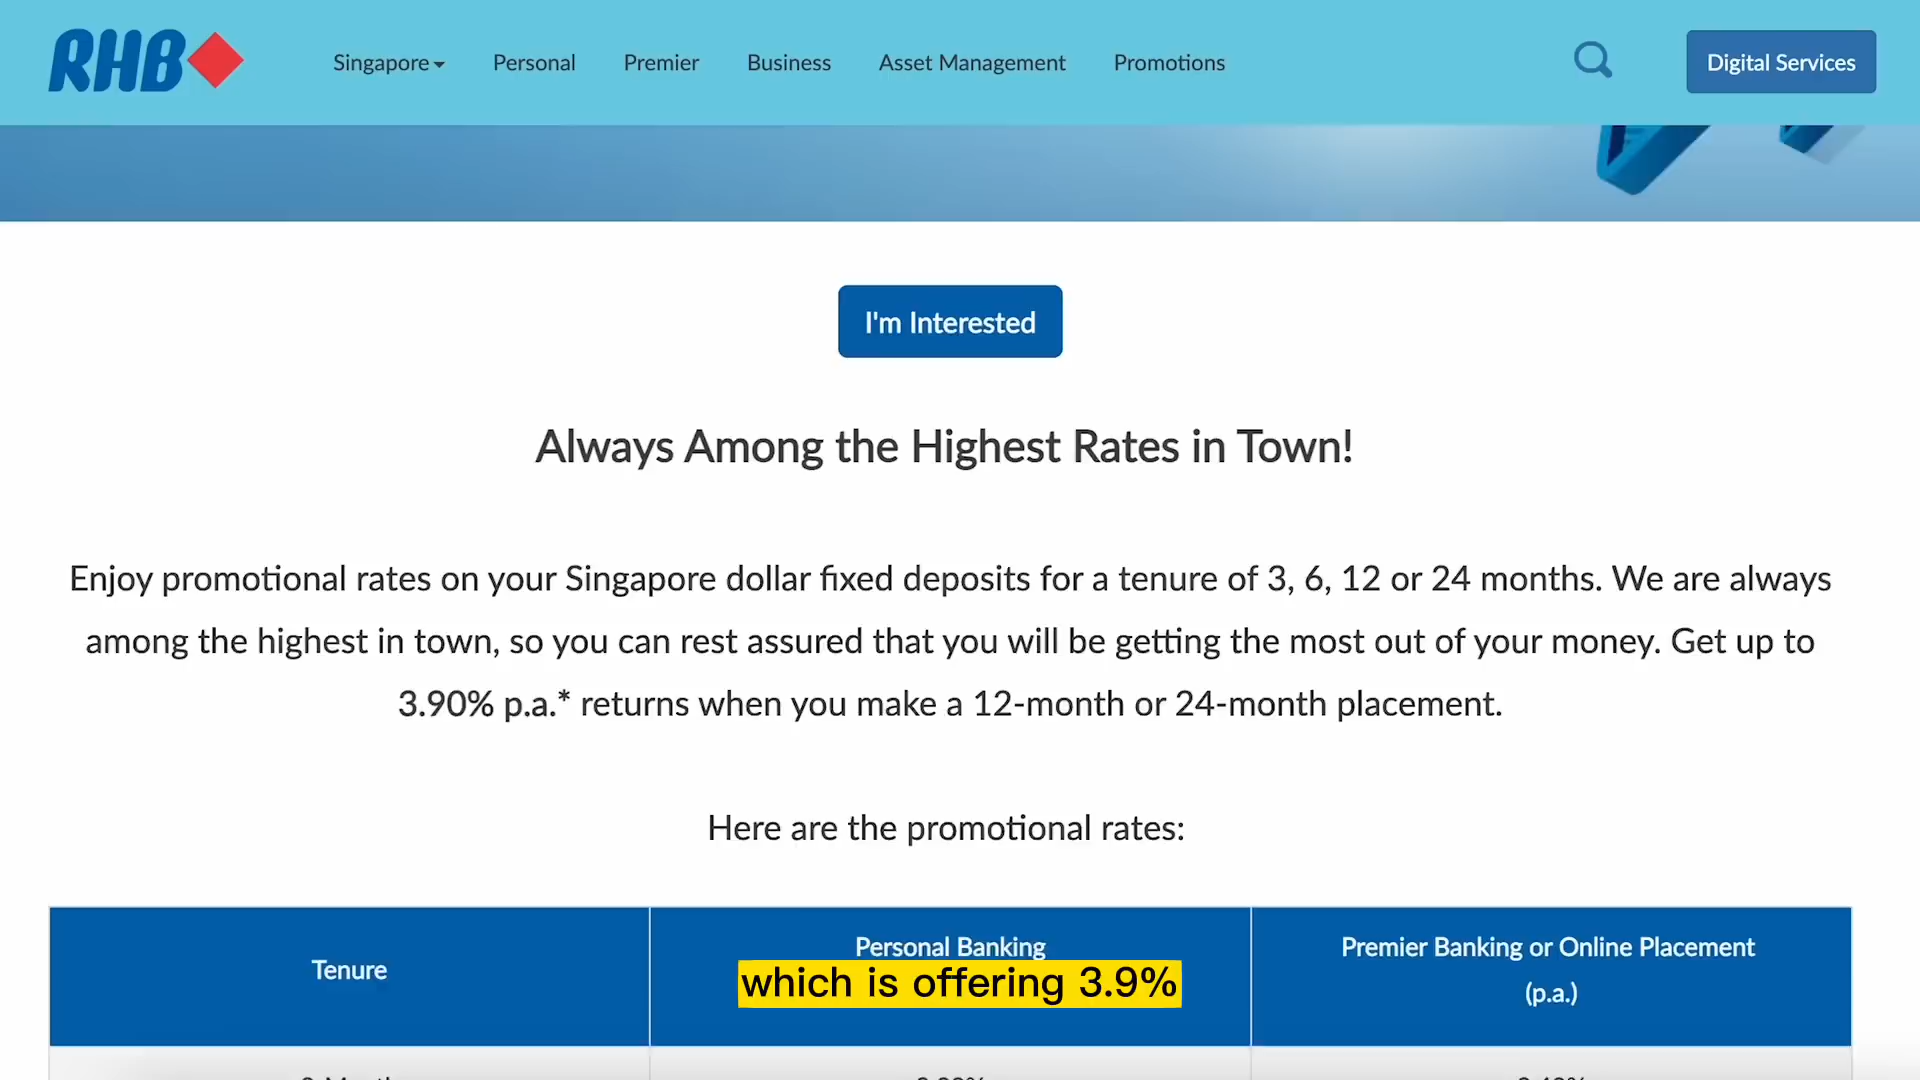 RHB
Singapore
Personal
Premier
Business
Asset Management
Promotions
Digital Services
I'm Interested
Always Among the Highest Rates in Town!
Enjoy promotional rates on your Singapore dollar fixed deposits for a tenure of 3, 6, 12 or 24 months. We are always
among the highest in town, so you can rest assured that you will be getting the most out of your money. Get up to
3.90% p.a.* returns when you make a 12-month or 24-month placement.
Here are the promotional rates:
Tenure
Personal Banking
Premier Banking or Online Placement
(p.a.)
which is offering 3.9%